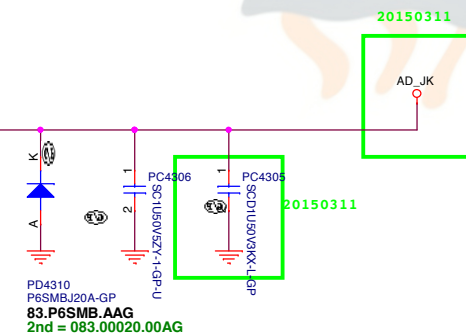 20150311
AD_JK
K
A
1
2
PC4306
SC1U50V5ZY-1-GP-U
1
PC4305
SCD1U50V3KX-L-GP
20150311
PD4310
P6SMBJ20A-GP
83.P6SMB.AAG
2nd = 083.00020.00AG